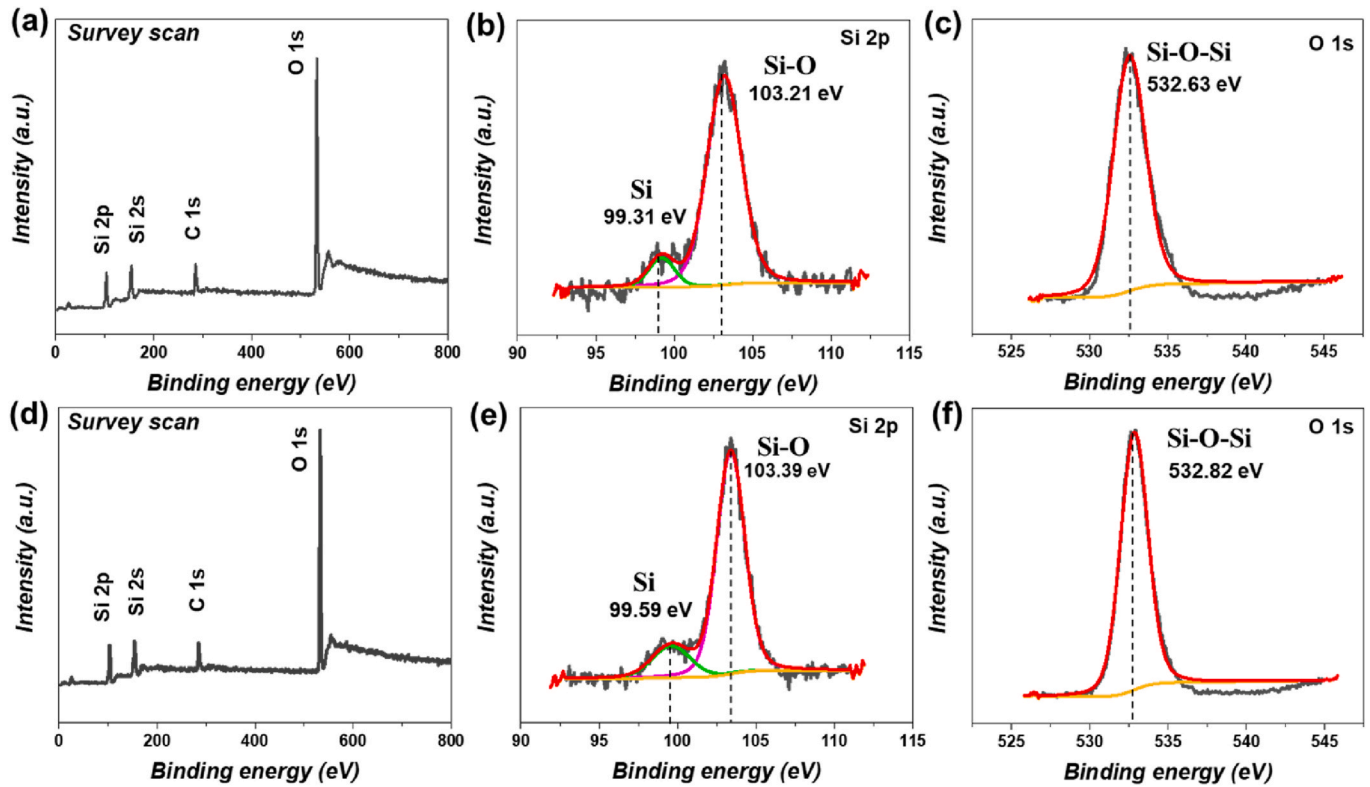 (a)
Survey scan
O 1s
Si 2p
Si 2s
C 1s
Intensity (a.u.)
0 200 400 600 800
Binding energy (eV)
(b)
Si 2p
Si-O
103.21 eV
Si
99.31 eV
Intensity (a.u.)
90 95 100 105 110 115
Binding energy (eV)
(c)
O 1s
Si-O-Si
532.63 eV
Intensity (a.u.)
525 530 535 540 545
Binding energy (eV)
(d)
Survey scan
O 1s
Si 2p
Si 2s
C 1s
Intensity (a.u.)
0 200 400 600 800
Binding energy (eV)
(e)
Si 2p
Si-O
103.39 eV
Si
99.59 eV
Intensity (a.u.)
90 95 100 105 110 115
Binding energy (eV)
(f)
O 1s
Si-O-Si
532.82 eV
Intensity (a.u.)
525 530 535 540 545
Binding energy (eV)